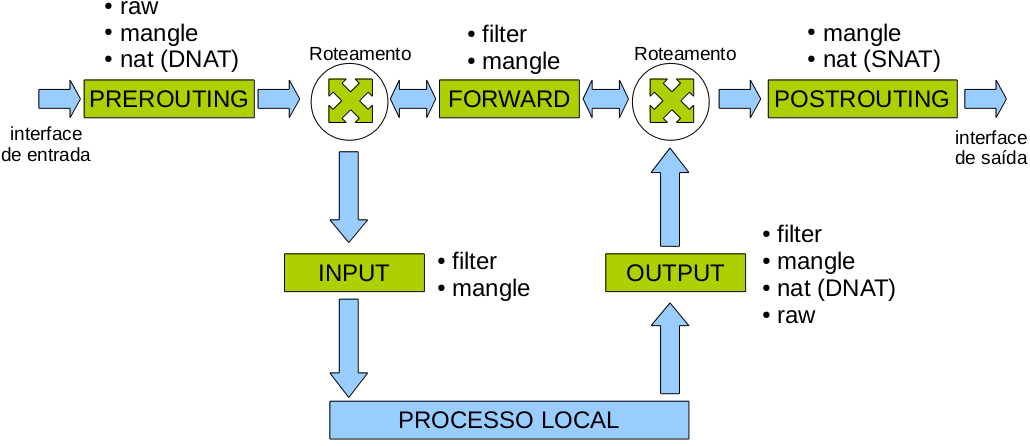 • raw
• mangle
• nat (DNAT)
• filter
• mangle
• mangle
• nat (SNAT)
Roteamento
Roteamento
PREROUTING
FORWARD
POSTROUTING
interface
de entrada
interface
de saída
INPUT
• filter
• mangle
OUTPUT
• filter
• mangle
• nat (DNAT)
• raw
PROCESSO LOCAL